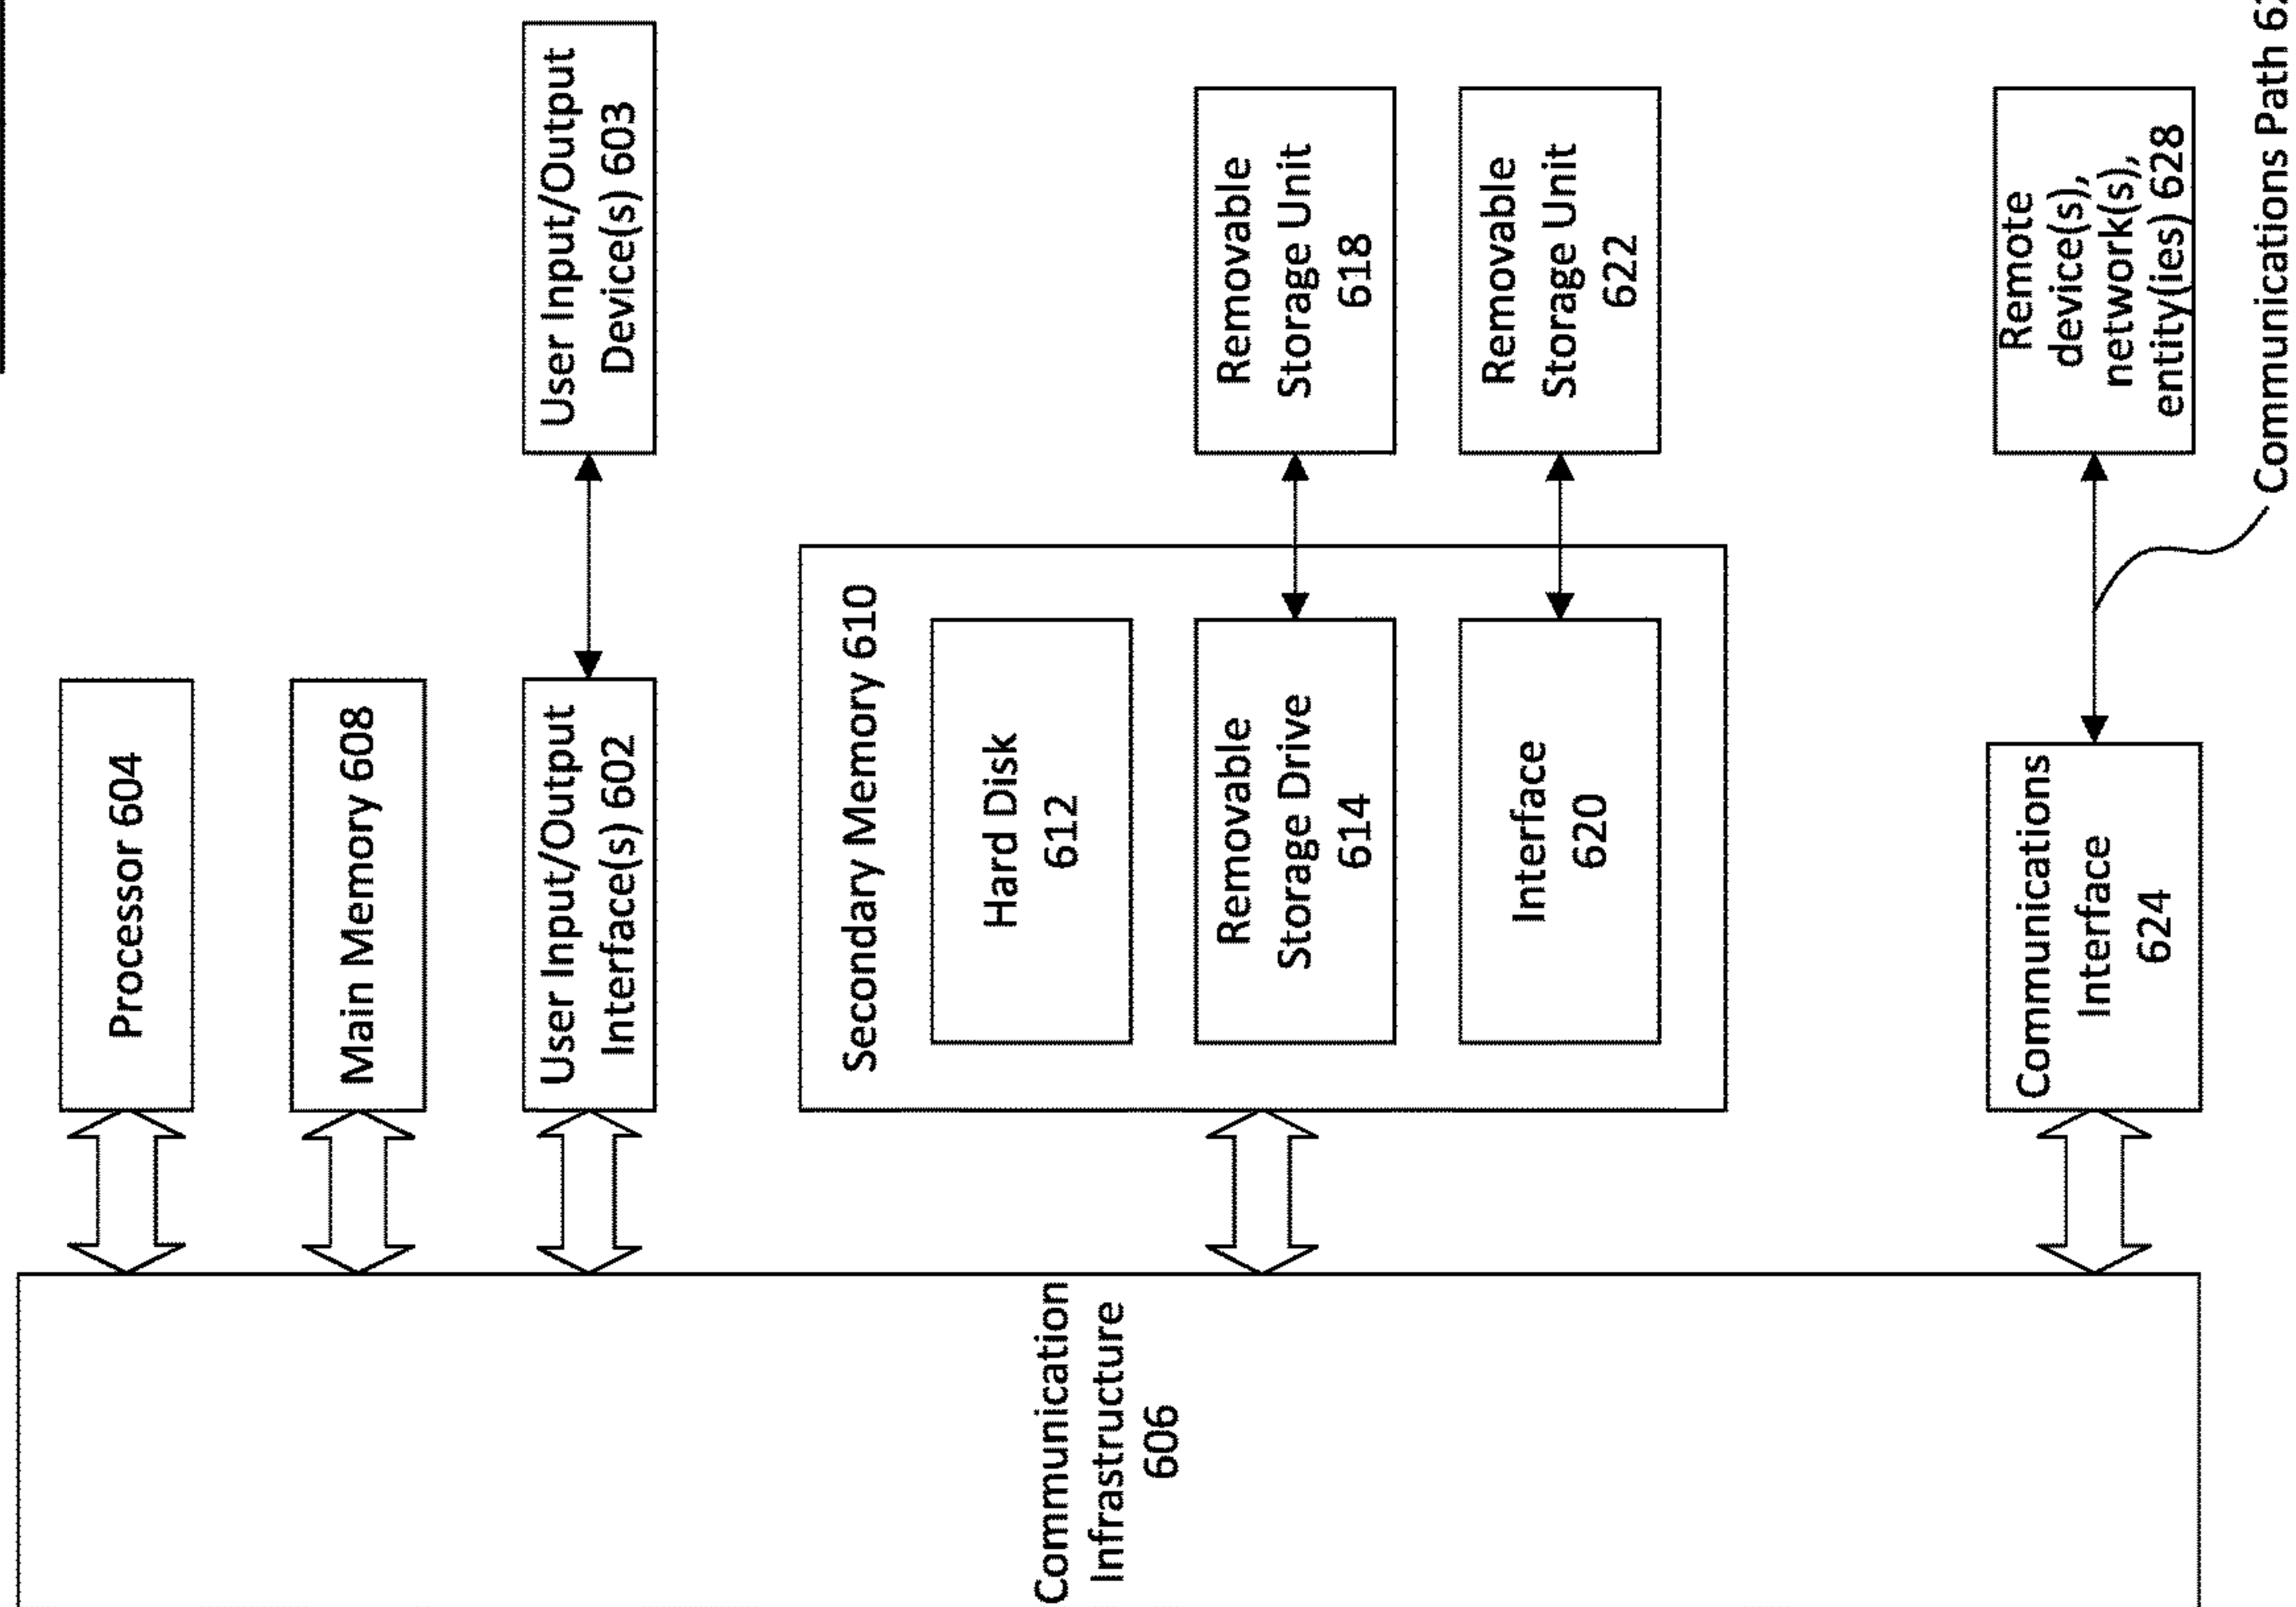 Processor 604
Main Memory 608
User Input/Output
Interface(s) 602
User Input/Output
Device(s) 603
Secondary Memory 610
Hard Disk
612
Removable
Storage Drive
614
Removable
Storage Unit
618
Interface
620
Removable
Storage Unit
622
Communication
Infrastructure
606
Communications
Interface
624
Remote
device(s),
network(s),
entity(ies) 628
Communications Path